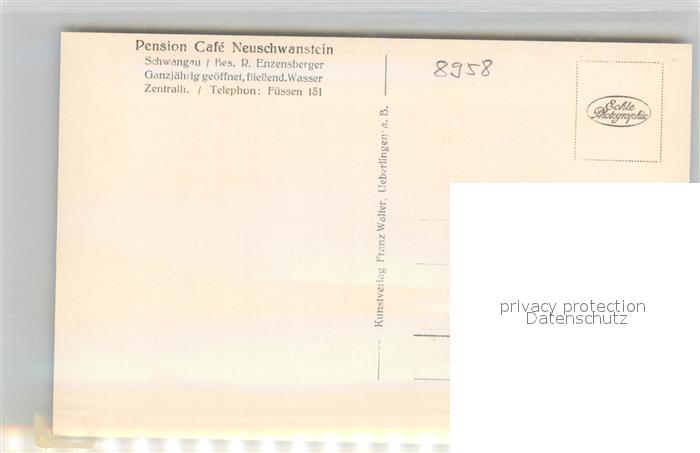 Pension Café Neuschwanstein
Schwangau / Bes. R. Enzensberger
Ganzjährig geöffnet, fließend. Wasser
Zentralh. / Telephon: Füssen 151
8958
Echte
Photographie
Kunstverlag Franz Walter, Ueberlingen a. B.
privacy protection
Datenschutz